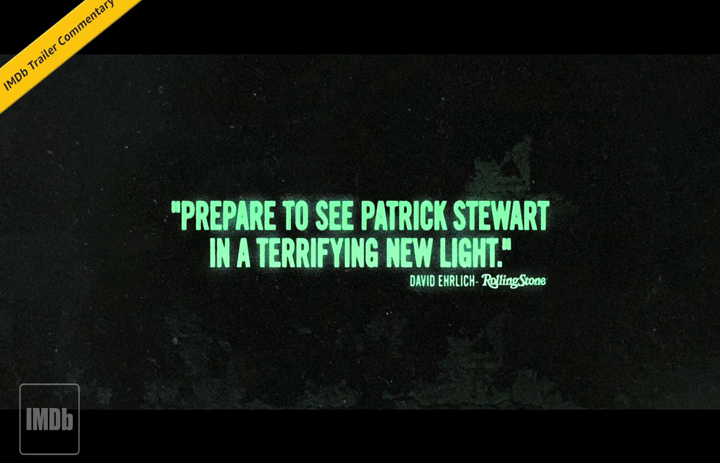 IMDb Trailer Commentary
"PREPARE TO SEE PATRICK STEWART
IN A TERRIFYING NEW LIGHT."
DAVID EHRLICH- RollingStone
IMDb